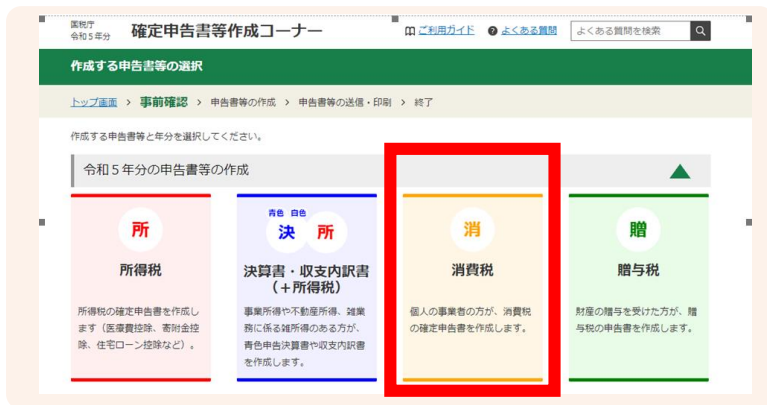 国税庁
令和5年分
確定申告書等作成コーナー
ご利用ガイド
? よくある質問
よくある質問を検索
作成する申告書等の選択
トップ画面 > 事前確認 > 申告書等の作成 > 申告書等の送信・印刷 > 終了
作成する申告書等と年分を選択してください。
令和5年分の申告書等の作成
所
所得税
所得税の確定申告書を作成し
ます（医療費控除、寄附金控
除、住宅ローン控除など）。
青色 白色
決 所
決算書・収支内訳書
（+所得税）
事業所得や不動産所得、雑業
務に係る雑所得のある方が、
青色申告決算書や収支内訳書
を作成します。
消
消費税
個人の事業者の方が、消費税
の確定申告書を作成します。
贈
贈与税
財産の贈与を受けた方が、贈
与税の申告書を作成します。